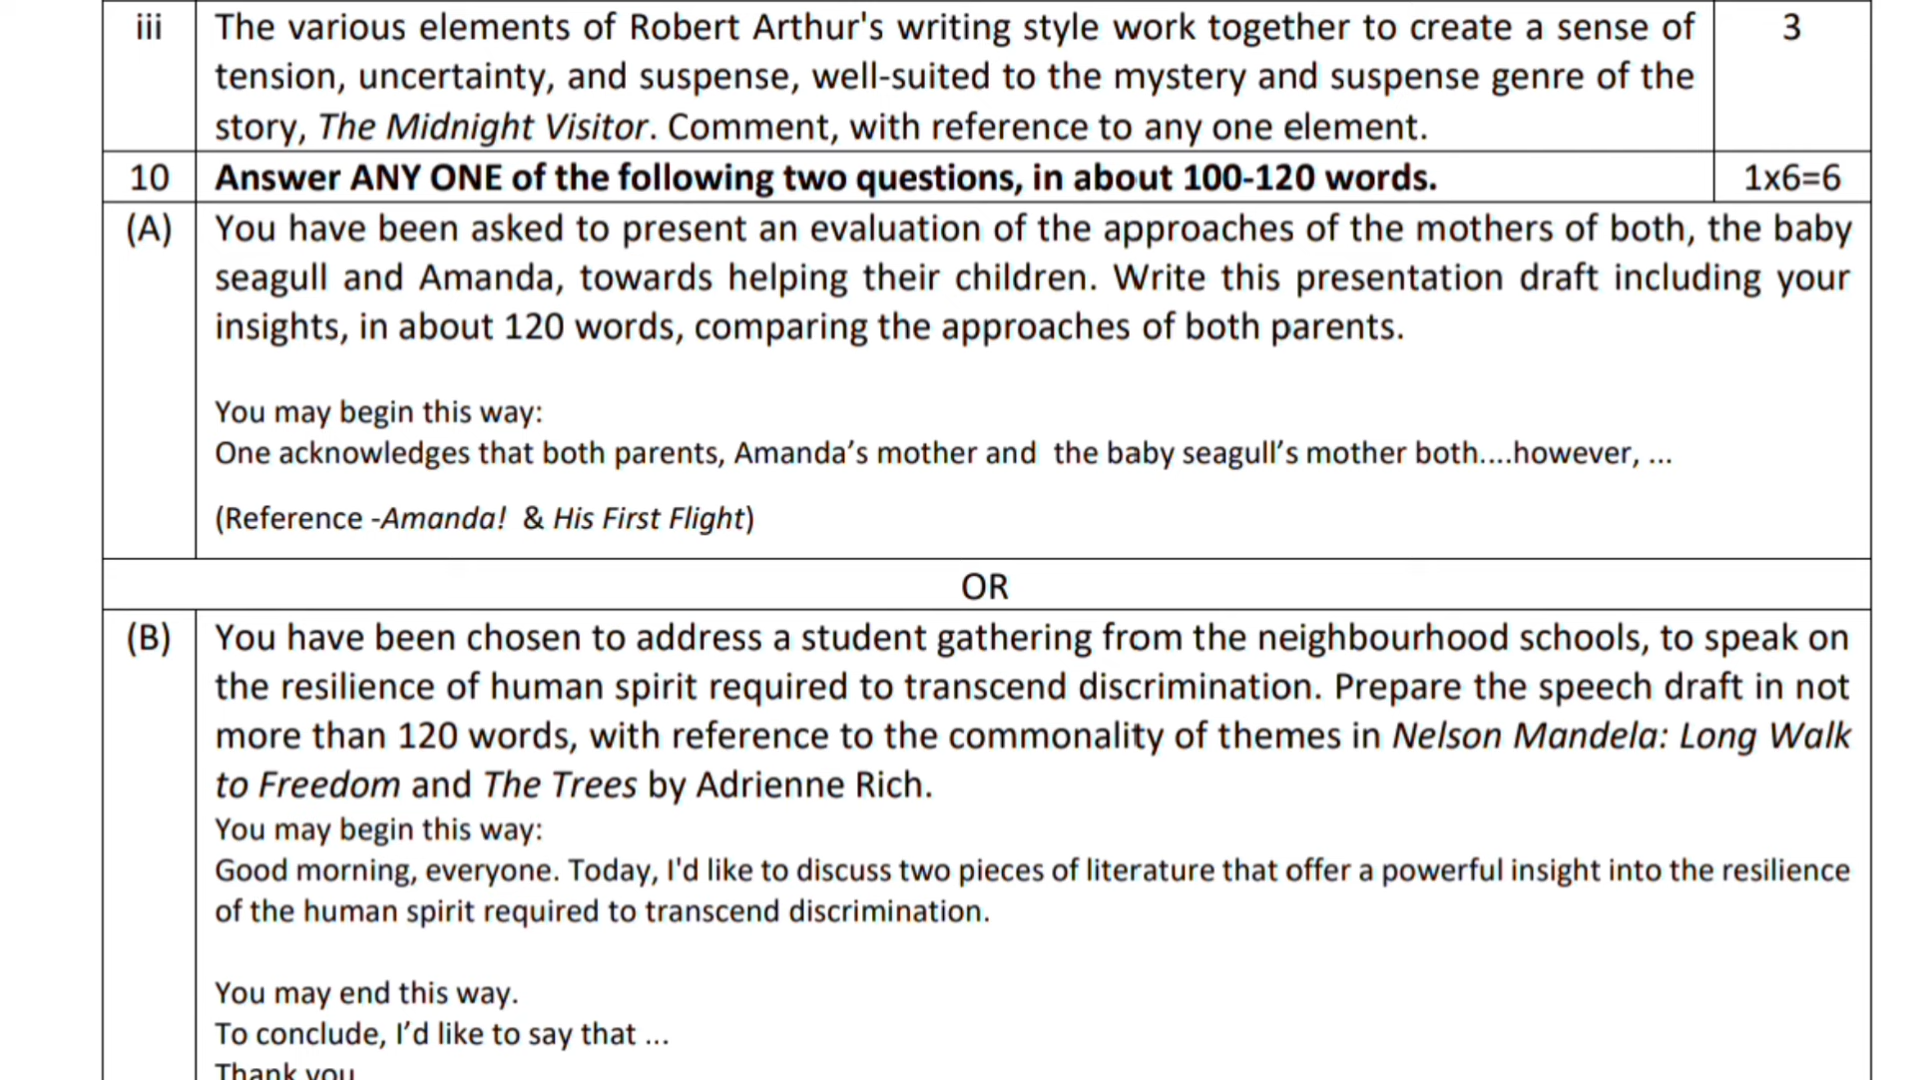 iii The various elements of Robert Arthur's writing style work together to create a sense of 3
tension, uncertainty, and suspense, well-suited to the mystery and suspense genre of the
story, The Midnight Visitor. Comment, with reference to any one element.
10 Answer ANY ONE of the following two questions, in about 100-120 words. 1x6=6
(A) You have been asked to present an evaluation of the approaches of the mothers of both, the baby
seagull and Amanda, towards helping their children. Write this presentation draft including your
insights, in about 120 words, comparing the approaches of both parents.
You may begin this way:
One acknowledges that both parents, Amanda’s mother and the baby seagull’s mother both....however, ...
(Reference -Amanda! & His First Flight)
OR
(B) You have been chosen to address a student gathering from the neighbourhood schools, to speak on
the resilience of human spirit required to transcend discrimination. Prepare the speech draft in not
more than 120 words, with reference to the commonality of themes in Nelson Mandela: Long Walk
to Freedom and The Trees by Adrienne Rich.
You may begin this way:
Good morning, everyone. Today, I'd like to discuss two pieces of literature that offer a powerful insight into the resilience
of the human spirit required to transcend discrimination.
You may end this way.
To conclude, I’d like to say that ...
Thank you